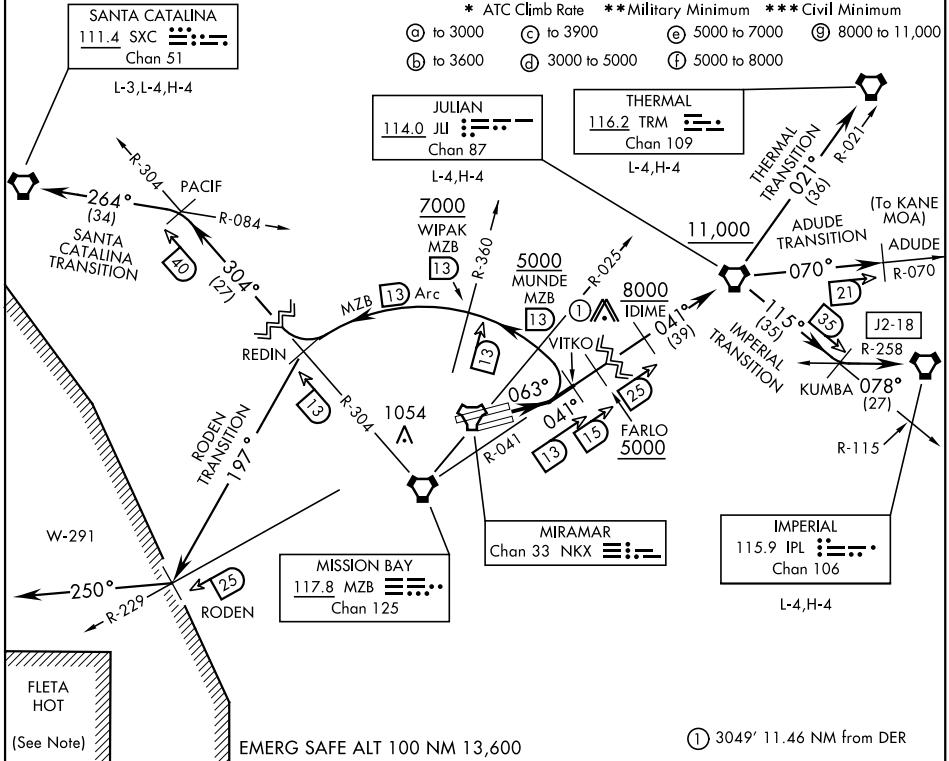 * ATC Climb Rate ** Military Minimum *** Civil Minimum
ⓐ to 3000 ⓒ to 3900 ⓔ 5000 to 7000 ⓖ 8000 to 11,000
ⓑ to 3600 ⓓ 3000 to 5000 ⓕ 5000 to 8000
SANTA CATALINA
111.4 SXC
Chan 51
L-3,L-4,H-4
JULIAN
114.0 JLI
Chan 87
L-4,H-4
THERMAL
116.2 TRM
Chan 109
L-4,H-4
THERMAL
TRANSITION
021°
(36)
R-021
R-304
PACIF
264°
(34)
R-084
SANTA
CATALINA
TRANSITION
40
304°
(27)
7000
WIPAK
MZB
13
R-360
5000
MUNDE
MZB
13
R-025
11,000
ADUDE
TRANSITION
(To KANE
MOA)
ADUDE
070°
R-070
21
MZB 13 Arc
13
① 8000
IDIME
041°
(39)
115°
(35)
35
IMPERIAL
TRANSITION
J2-18
R-258
KUMBA
078°
(27)
R-115
REDIN
13
R-304
VITKO
063°
041°
R-041
13
15
25
FARLO
5000
1054
RODEN
TRANSITION
197°
W-291
250°
R-229
25
RODEN
MISSION BAY
117.8 MZB
Chan 125
MIRAMAR
Chan 33 NKX
IMPERIAL
115.9 IPL
Chan 106
L-4,H-4
FLETA
HOT
(See Note)
EMERG SAFE ALT 100 NM 13,600
① 3049' 11.46 NM from DER